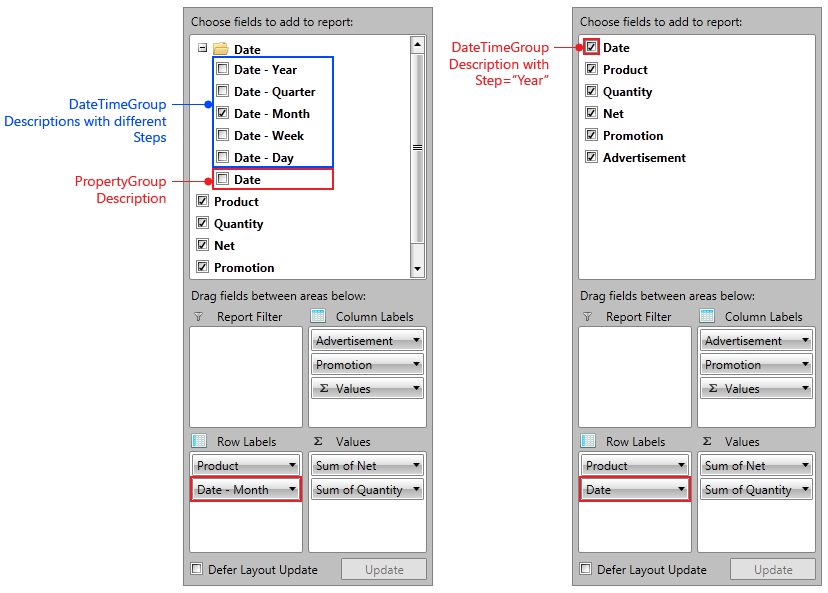 Choose fields to add to report:
Date
Date - Year
Date - Quarter
Date - Month
Date - Week
Date - Day
Date
Product
Quantity
Net
Promotion
DateTimeGroup
Descriptions with different
Steps
PropertyGroup
Description
Drag fields between areas below:
Report Filter
Column Labels
Advertisement
Promotion
Σ Values
Row Labels
Σ Values
Product
Sum of Net
Date - Month
Sum of Quantity
Defer Layout Update
Update
Choose fields to add to report:
DateTimeGroup
Description with
Step="Year"
Date
Product
Quantity
Net
Promotion
Advertisement
Drag fields between areas below:
Report Filter
Column Labels
Advertisement
Promotion
Σ Values
Row Labels
Σ Values
Product
Sum of Net
Date
Sum of Quantity
Defer Layout Update
Update